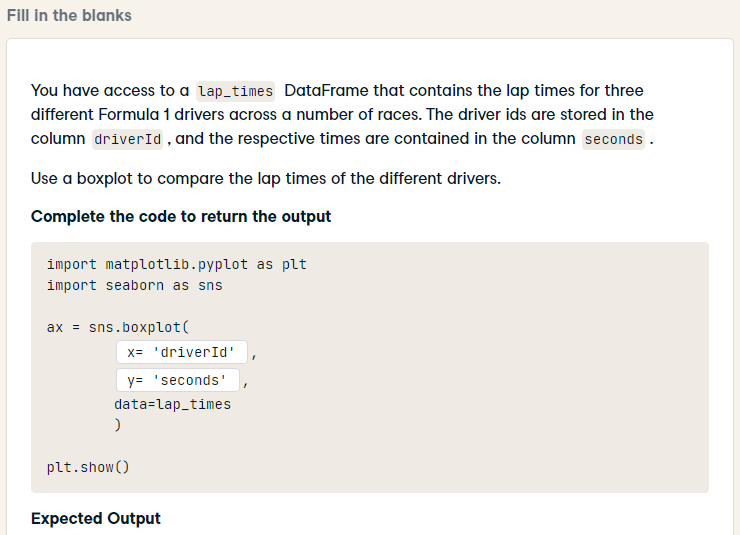 Fill in the blanks
You have access to a lap_times DataFrame that contains the lap times for three
different Formula 1 drivers across a number of races. The driver ids are stored in the
column driverId , and the respective times are contained in the column seconds .
Use a boxplot to compare the lap times of the different drivers.
Complete the code to return the output
import matplotlib.pyplot as plt
import seaborn as sns
ax = sns.boxplot(
x= 'driverId' ,
y= 'seconds' ,
data=lap_times
)
plt.show()
Expected Output